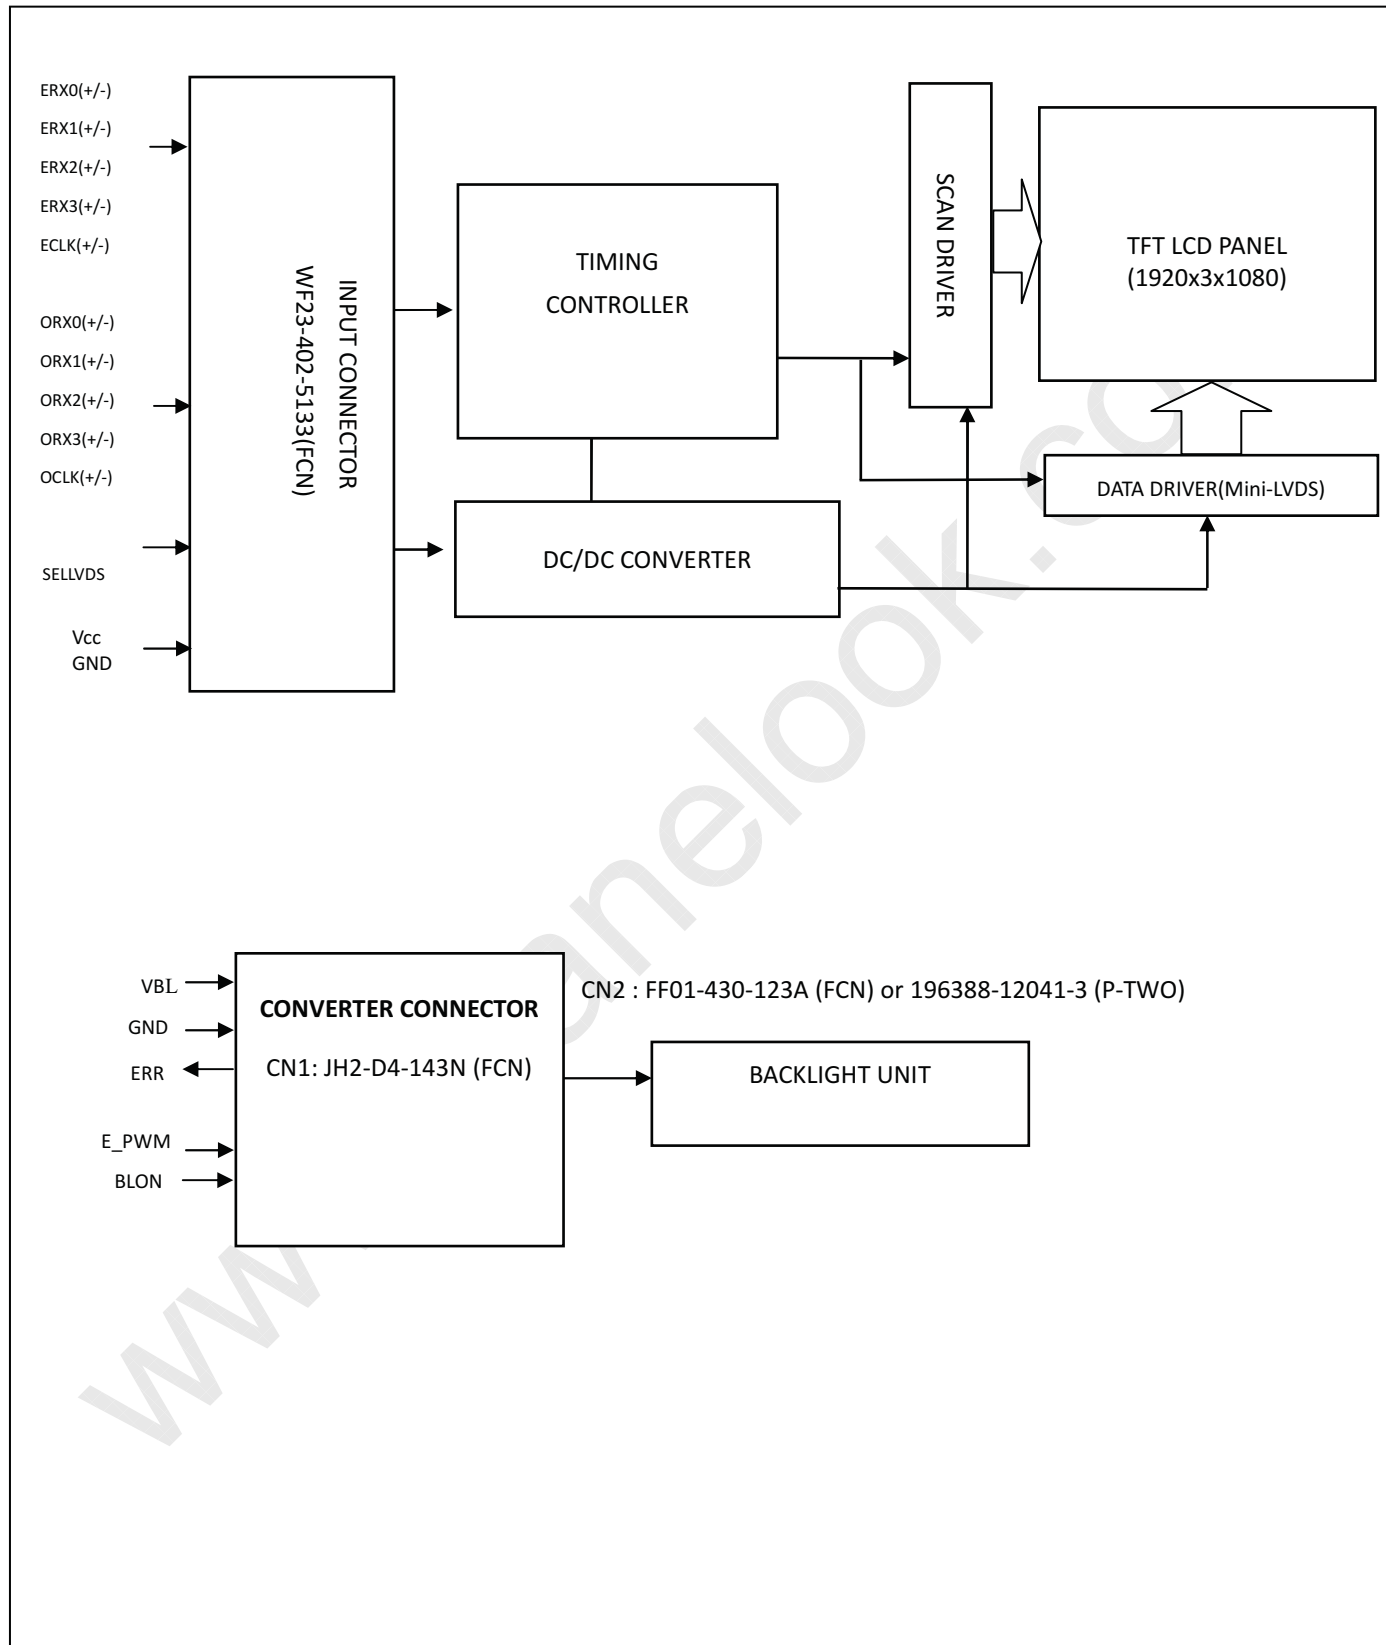 ERX0(+/-)
ERX1(+/-)
ERX2(+/-)
ERX3(+/-)
ECLK(+/-)
ORX0(+/-)
ORX1(+/-)
ORX2(+/-)
ORX3(+/-)
OCLK(+/-)
SELLVDS
Vcc
GND
INPUT CONNECTOR
WF23-402-5133(FCN)
TIMING
CONTROLLER
DC/DC CONVERTER
SCAN DRIVER
TFT LCD PANEL
(1920x3x1080)
DATA DRIVER(Mini-LVDS)
VBL
GND
ERR
E_PWM
BLON
CONVERTER CONNECTOR
CN1: JH2-D4-143N (FCN)
CN2 : FF01-430-123A (FCN) or 196388-12041-3 (P-TWO)
BACKLIGHT UNIT